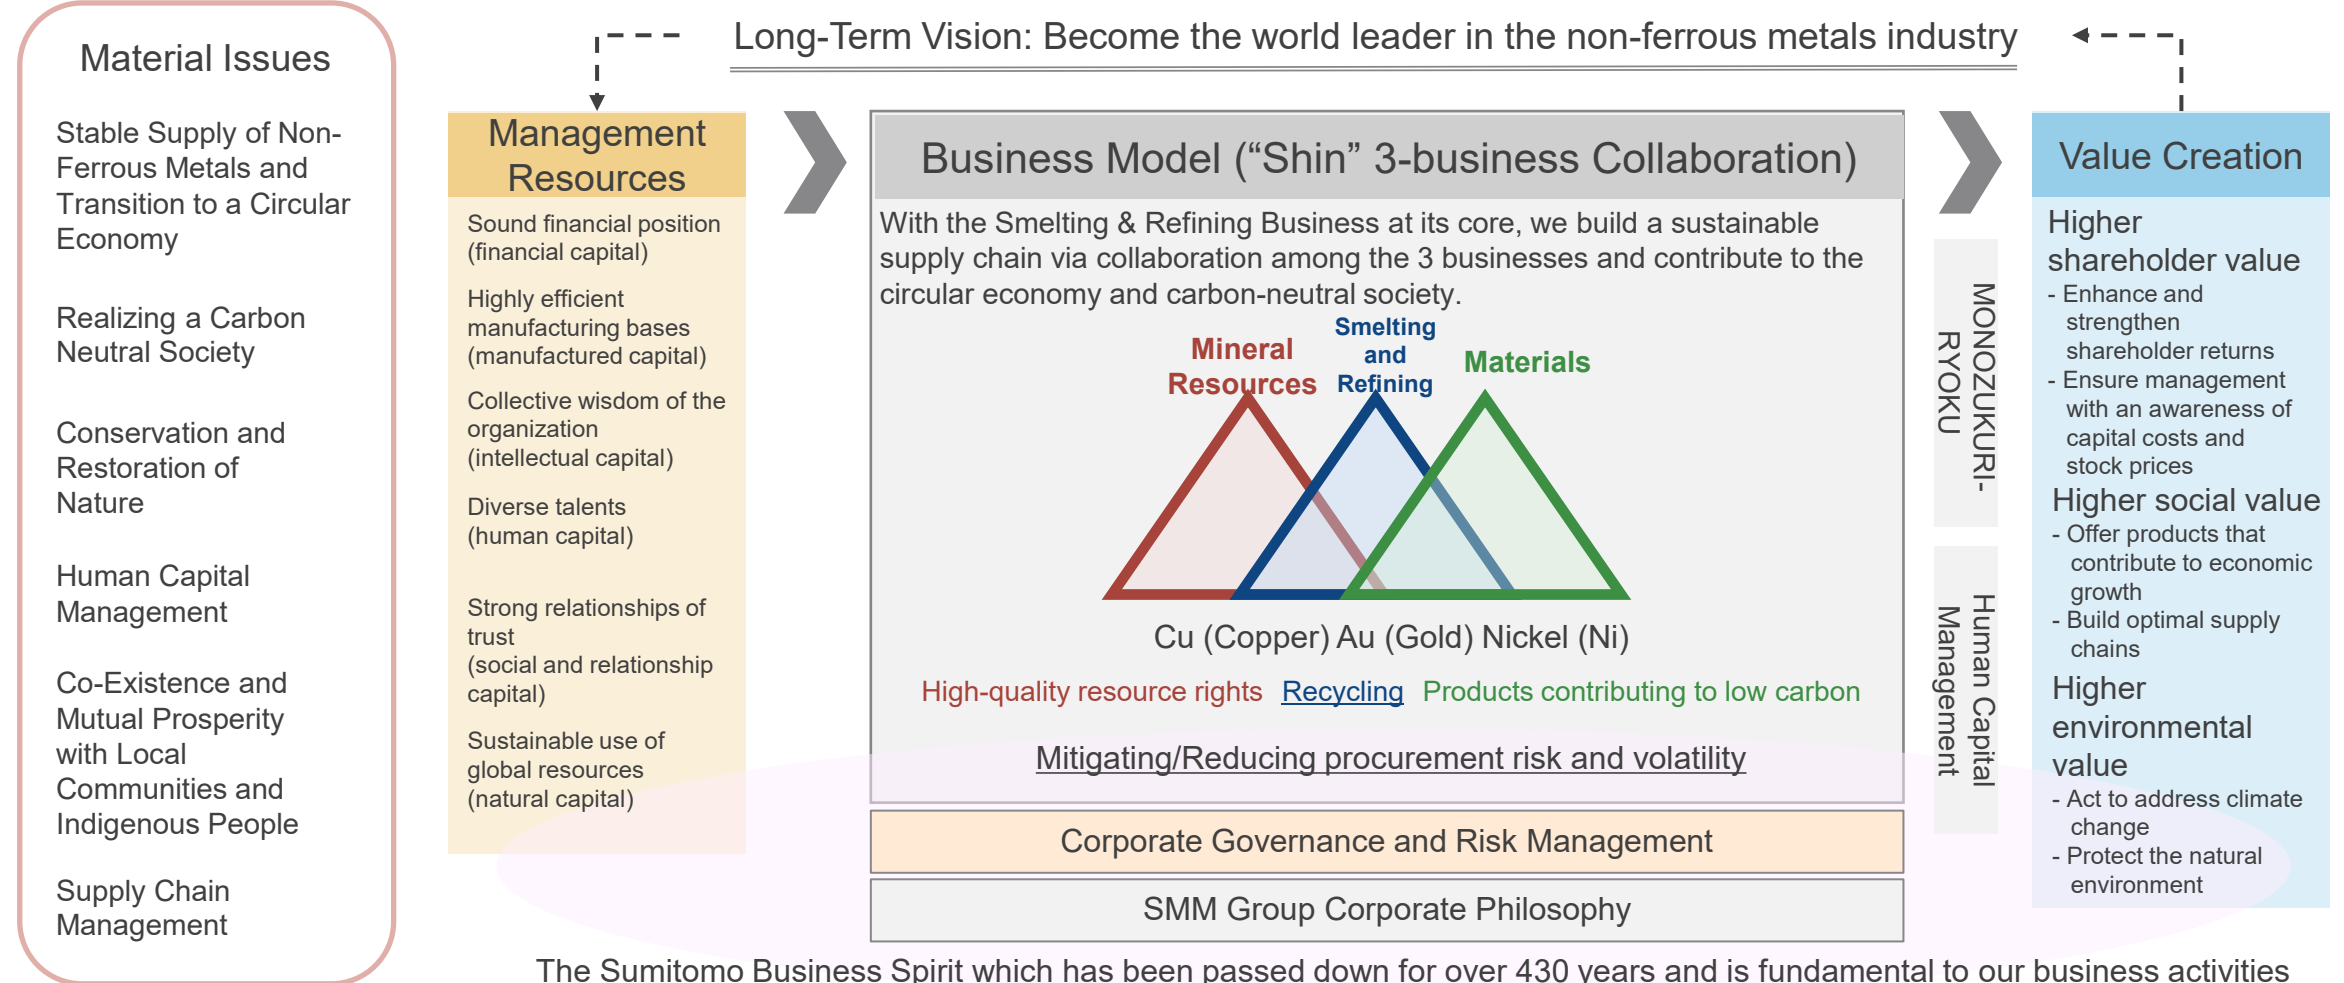 Material Issues
Stable Supply of Non-
Ferrous Metals and
Transition to a Circular
Economy
Realizing a Carbon
Neutral Society
Conservation and
Restoration of
Nature
Human Capital
Management
Co-Existence and
Mutual Prosperity
with Local
Communities and
Indigenous People
Supply Chain
Management
Long-Term Vision: Become the world leader in the non-ferrous metals industry
Management
Resources
Sound financial position
(financial capital)
Highly efficient
manufacturing bases
(manufactured capital)
Collective wisdom of the
organization
(intellectual capital)
Diverse talents
(human capital)
Strong relationships of
trust
(social and relationship
capital)
Sustainable use of
global resources
(natural capital)
Business Model (“Shin” 3-business Collaboration)
With the Smelting & Refining Business at its core, we build a sustainable
supply chain via collaboration among the 3 businesses and contribute to the
circular economy and carbon-neutral society.
Mineral
Resources
Smelting
and
Refining
Materials
Cu (Copper) Au (Gold) Nickel (Ni)
High-quality resource rights Recycling Products contributing to low carbon
Mitigating/Reducing procurement risk and volatility
Corporate Governance and Risk Management
SMM Group Corporate Philosophy
MONOZUKURI-
RYOKU
Human Capital
Management
Value Creation
Higher
shareholder value
- Enhance and
strengthen
shareholder returns
- Ensure management
with an awareness of
capital costs and
stock prices
Higher social value
- Offer products that
contribute to economic
growth
- Build optimal supply
chains
Higher
environmental
value
- Act to address climate
change
- Protect the natural
environment
The Sumitomo Business Spirit which has been passed down for over 430 years and is fundamental to our business activities